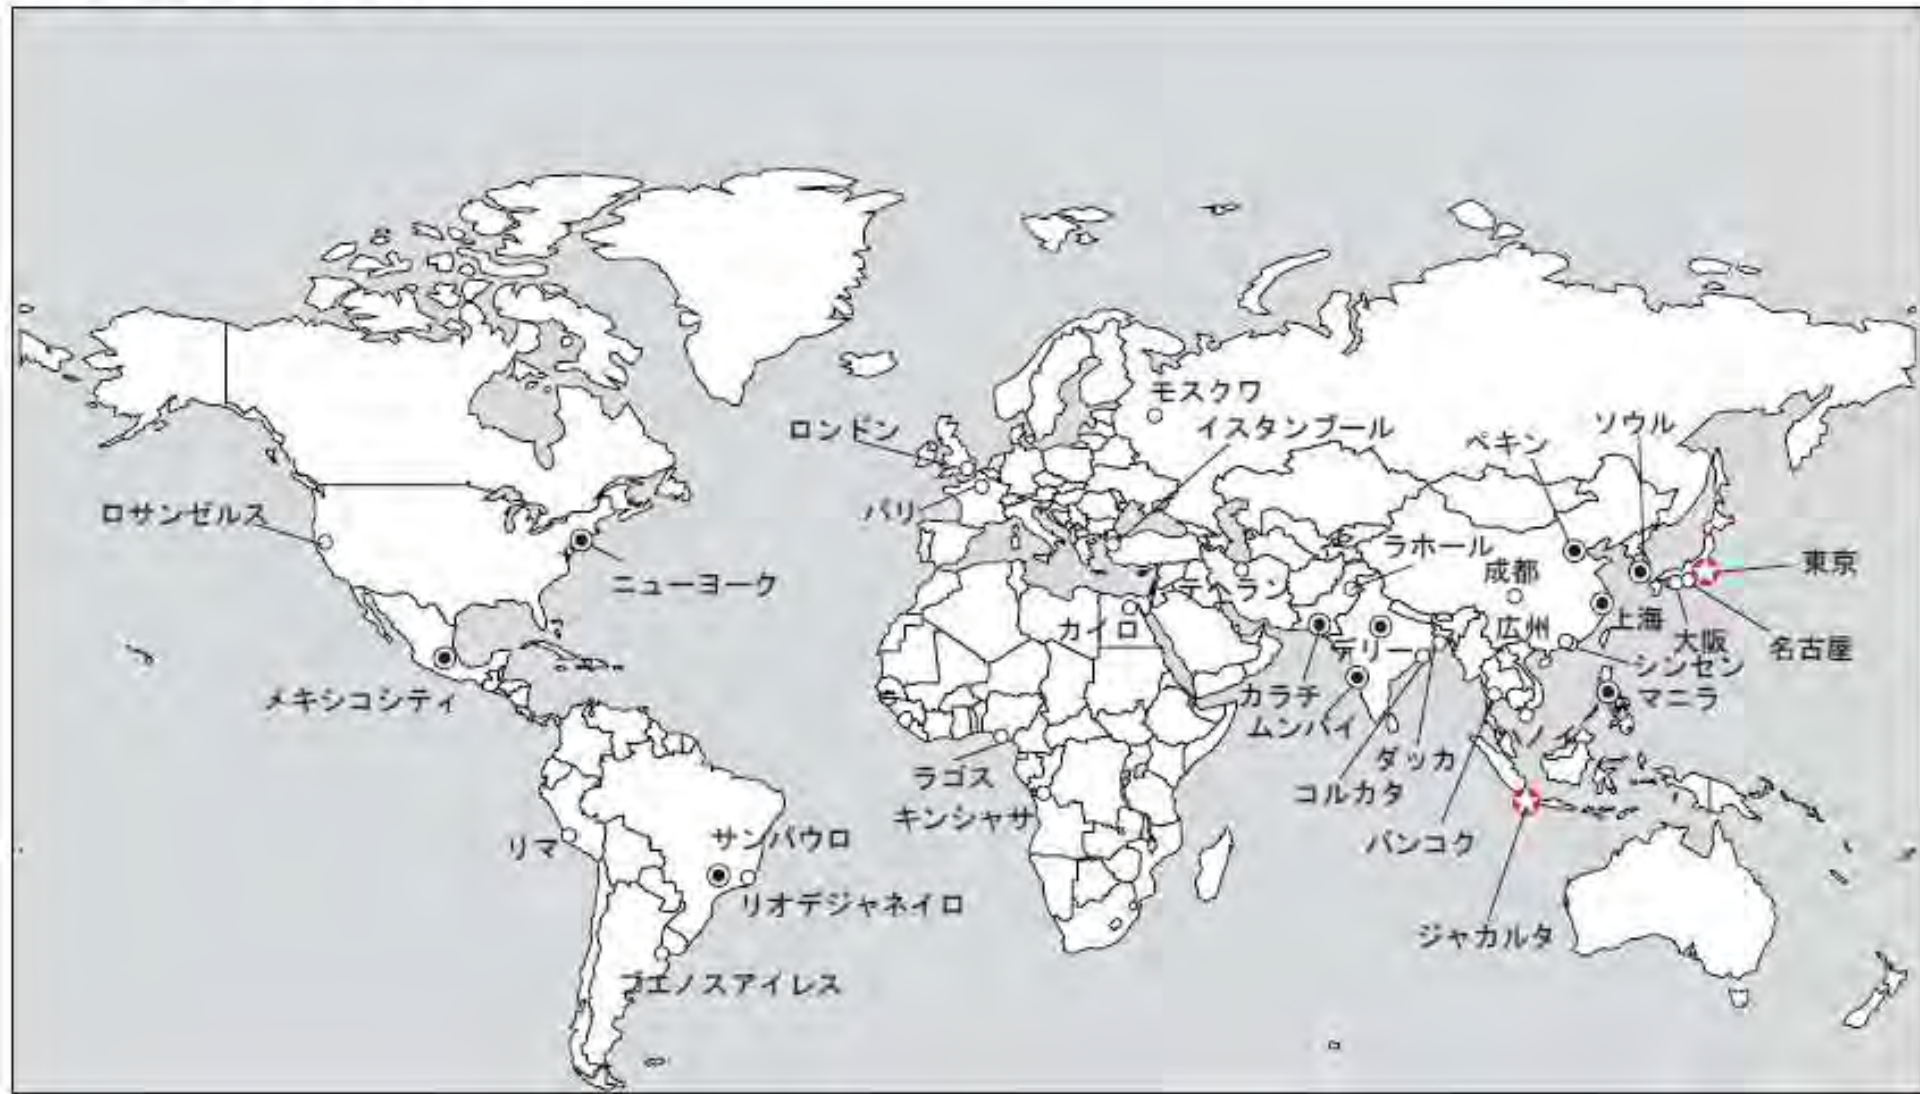 モスクワ
ロンドン
イスタンブール
ソウル
ペキン
パリ
ロサンゼルス
ラホール
東京
成都
ニューヨーク
テヘラン
上海
広州
カイロ
大阪
名古屋
デリー
シンセン
カラチ
マニラ
メキシコシティ
ムンバイ
ダッカ
ラゴス
コルカタ
キンシャサ
サンパウロ
リマ
バンコク
リオデジャネイロ
ジャカルタ
ブエノスアイレス